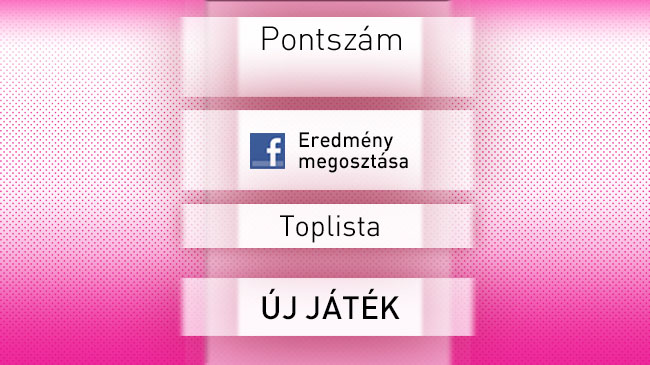 Pontszám
Eredmény
megosztása
Toplista
ÚJ JÁTÉK